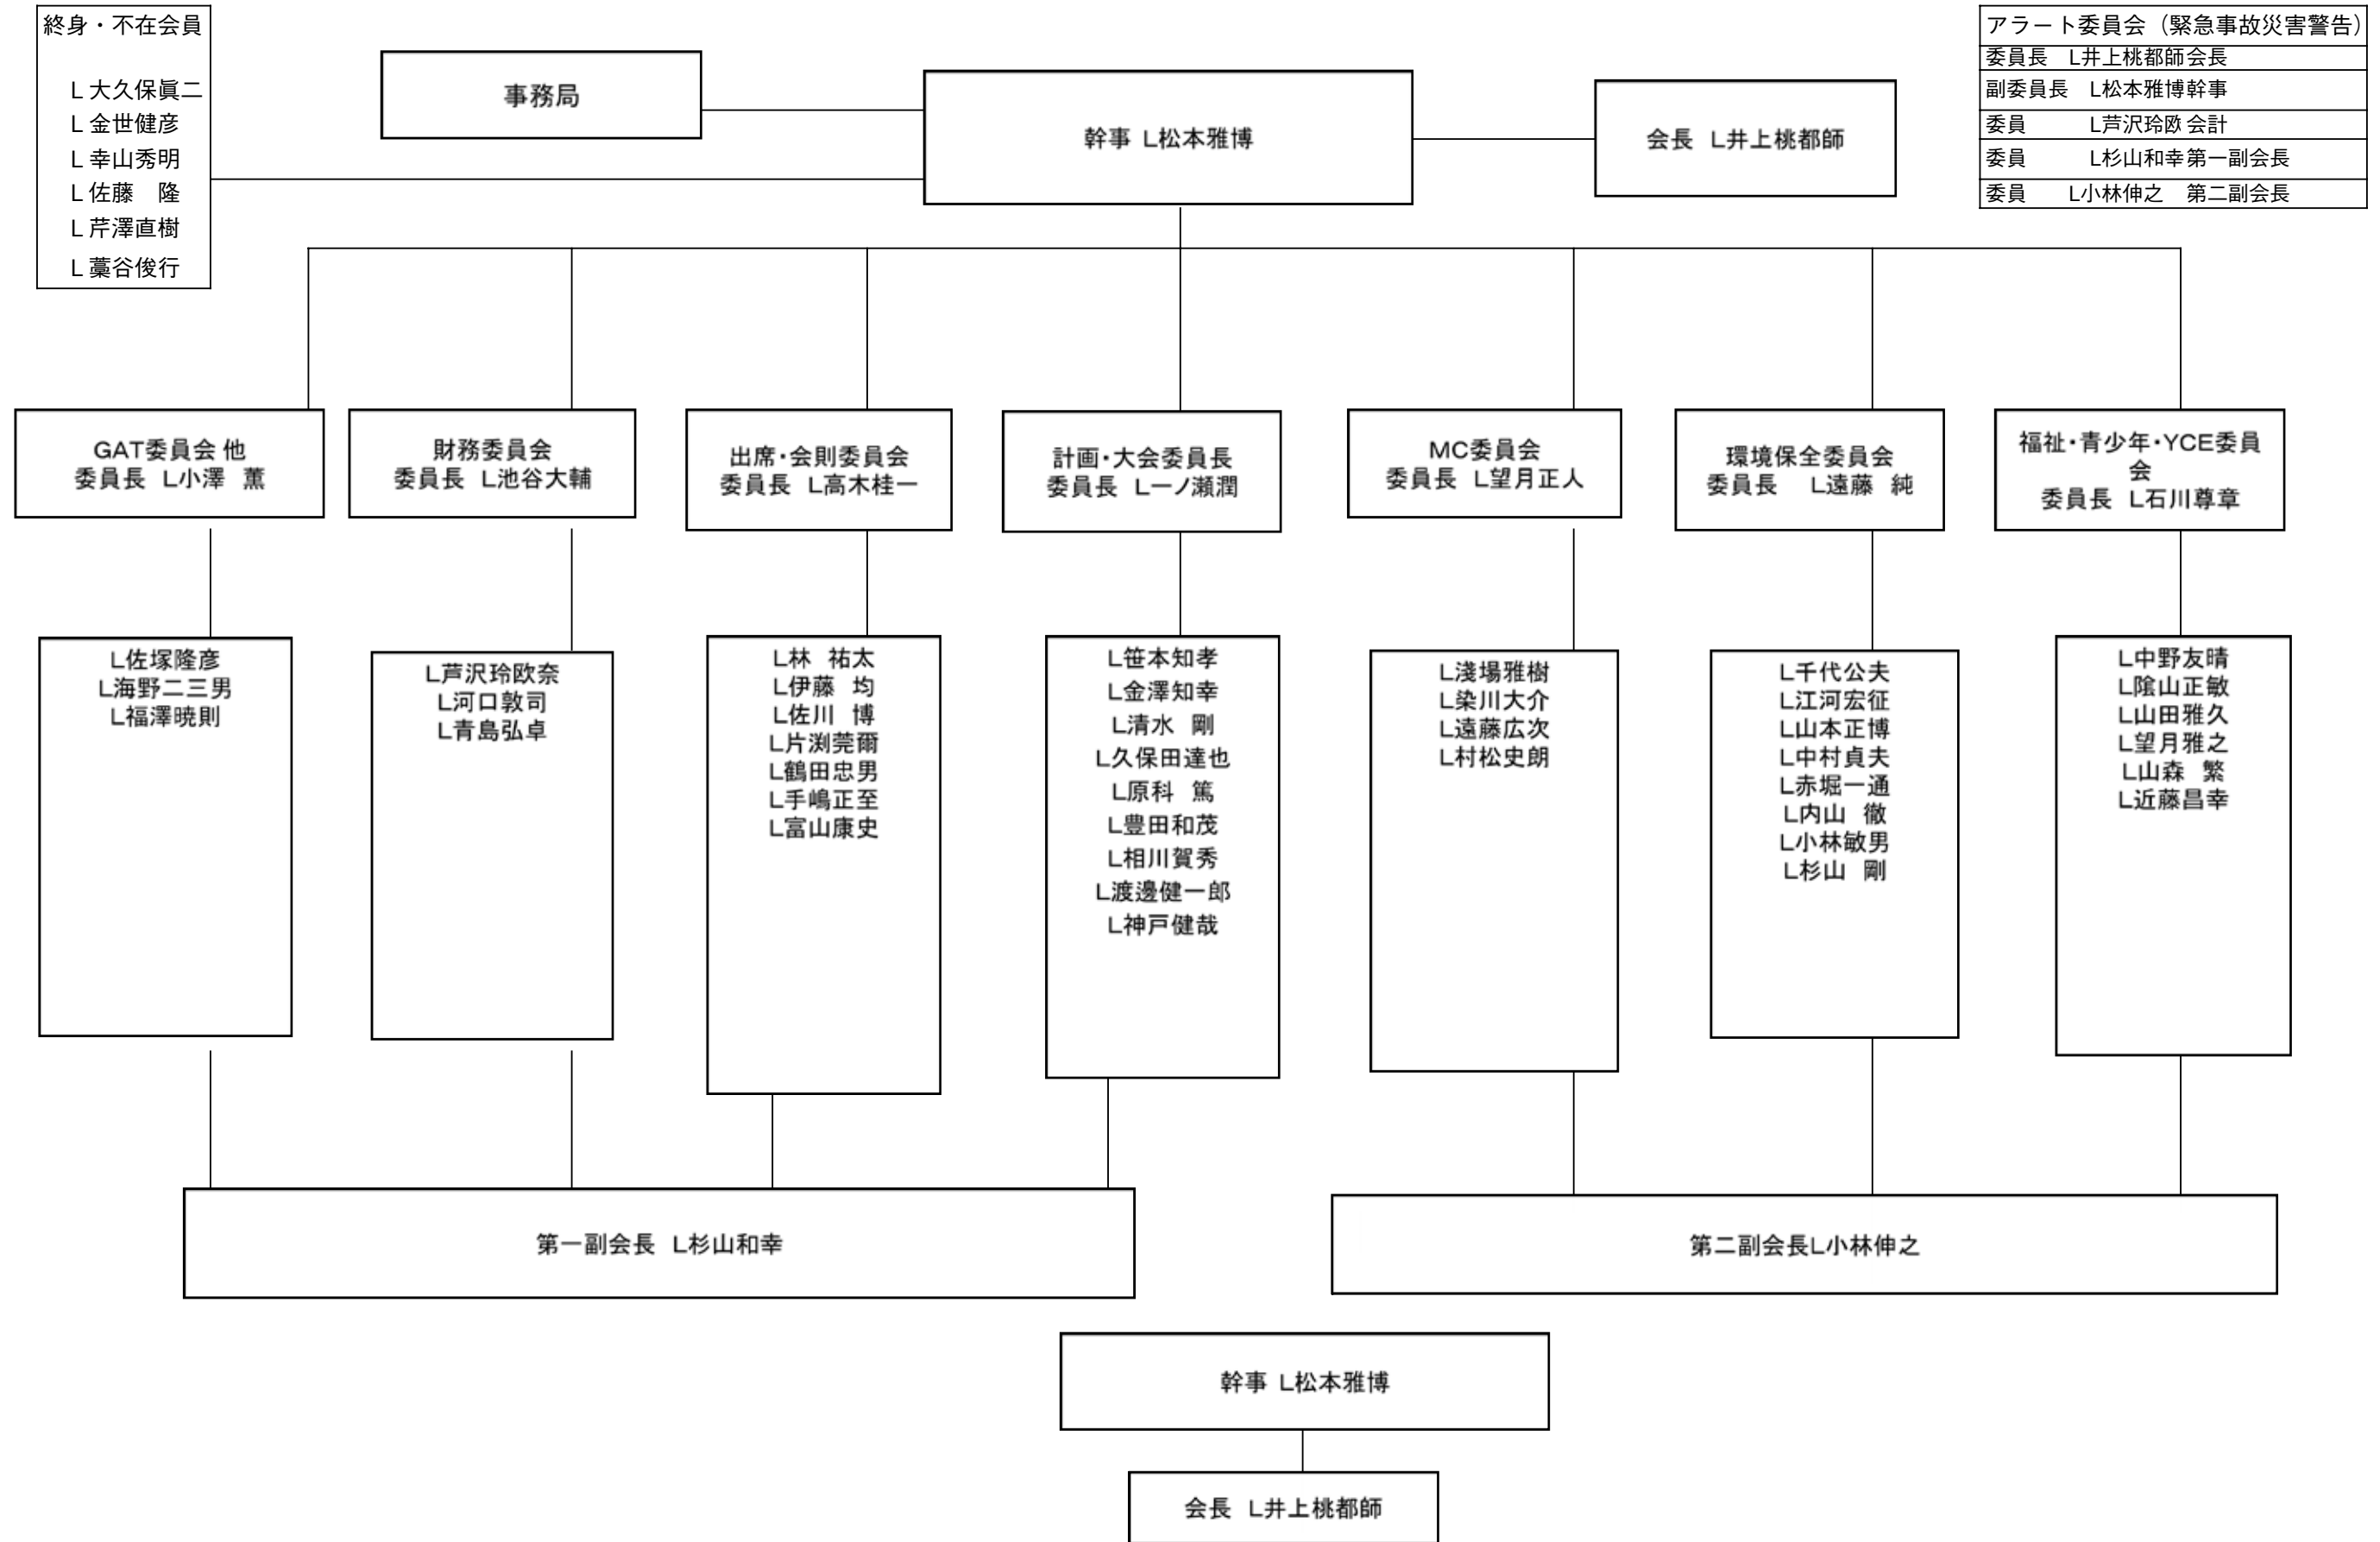 終身・不在会員
L 大久保眞二
L 金世健彦
L 幸山秀明
L 佐藤　隆
L 芹澤直樹
L 藁谷俊行
事務局
幹事 L松本雅博
会長 L井上桃都師
アラート委員会（緊急事故災害警告）
委員長　L井上桃都師会長
副委員長　L松本雅博幹事
委員　　　L芦沢玲欧 会計
委員　　　L杉山和幸第一副会長
委員　　L小林伸之　第二副会長
GAT委員会 他
委員長 L小澤　薫
財務委員会
委員長 L池谷大輔
出席・会則委員会
委員長 L高木桂一
計画・大会委員長
委員長 L一ノ瀬潤
MC委員会
委員長 L望月正人
環境保全委員会
委員長　L遠藤　純
福祉・青少年・YCE委員
会
委員長 L石川尊章
L佐塚隆彦
L海野二三男
L福澤暁則
L芦沢玲欧奈
L河口敦司
L青島弘卓
L林　祐太
L伊藤　均
L佐川　博
L片渕莞爾
L鶴田忠男
L手嶋正至
L富山康史
L笹本知孝
L金澤知幸
L清水　剛
L久保田達也
L原科　篤
L豊田和茂
L相川賀秀
L渡邊健一郎
L神戸健哉
L淺場雅樹
L染川大介
L遠藤広次
L村松史朗
L千代公夫
L江河宏征
L山本正博
L中村貞夫
L赤堀一通
L内山　徹
L小林敏男
L杉山　剛
L中野友晴
L陰山正敏
L山田雅久
L望月雅之
L山森　繁
L近藤昌幸
第一副会長 L杉山和幸
第二副会長L小林伸之
幹事 L松本雅博
会長 L井上桃都師